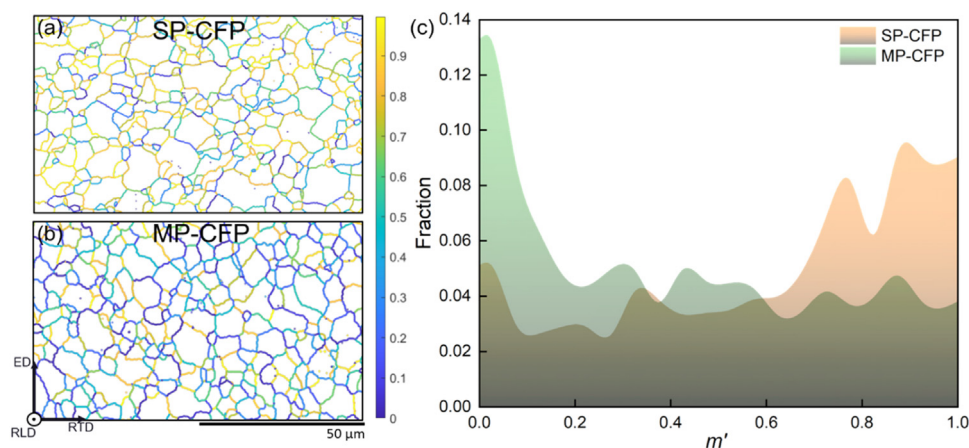 (a) SP-CFP
(b) MP-CFP
ED
RLD
RTD
50 μm
0.9
0.8
0.7
0.6
0.5
0.4
0.3
0.2
0.1
0
(c)
SP-CFP
MP-CFP
Fraction
0.14
0.12
0.10
0.08
0.06
0.04
0.02
0.00
0.0 0.2 0.4 0.6 0.8 1.0
m'